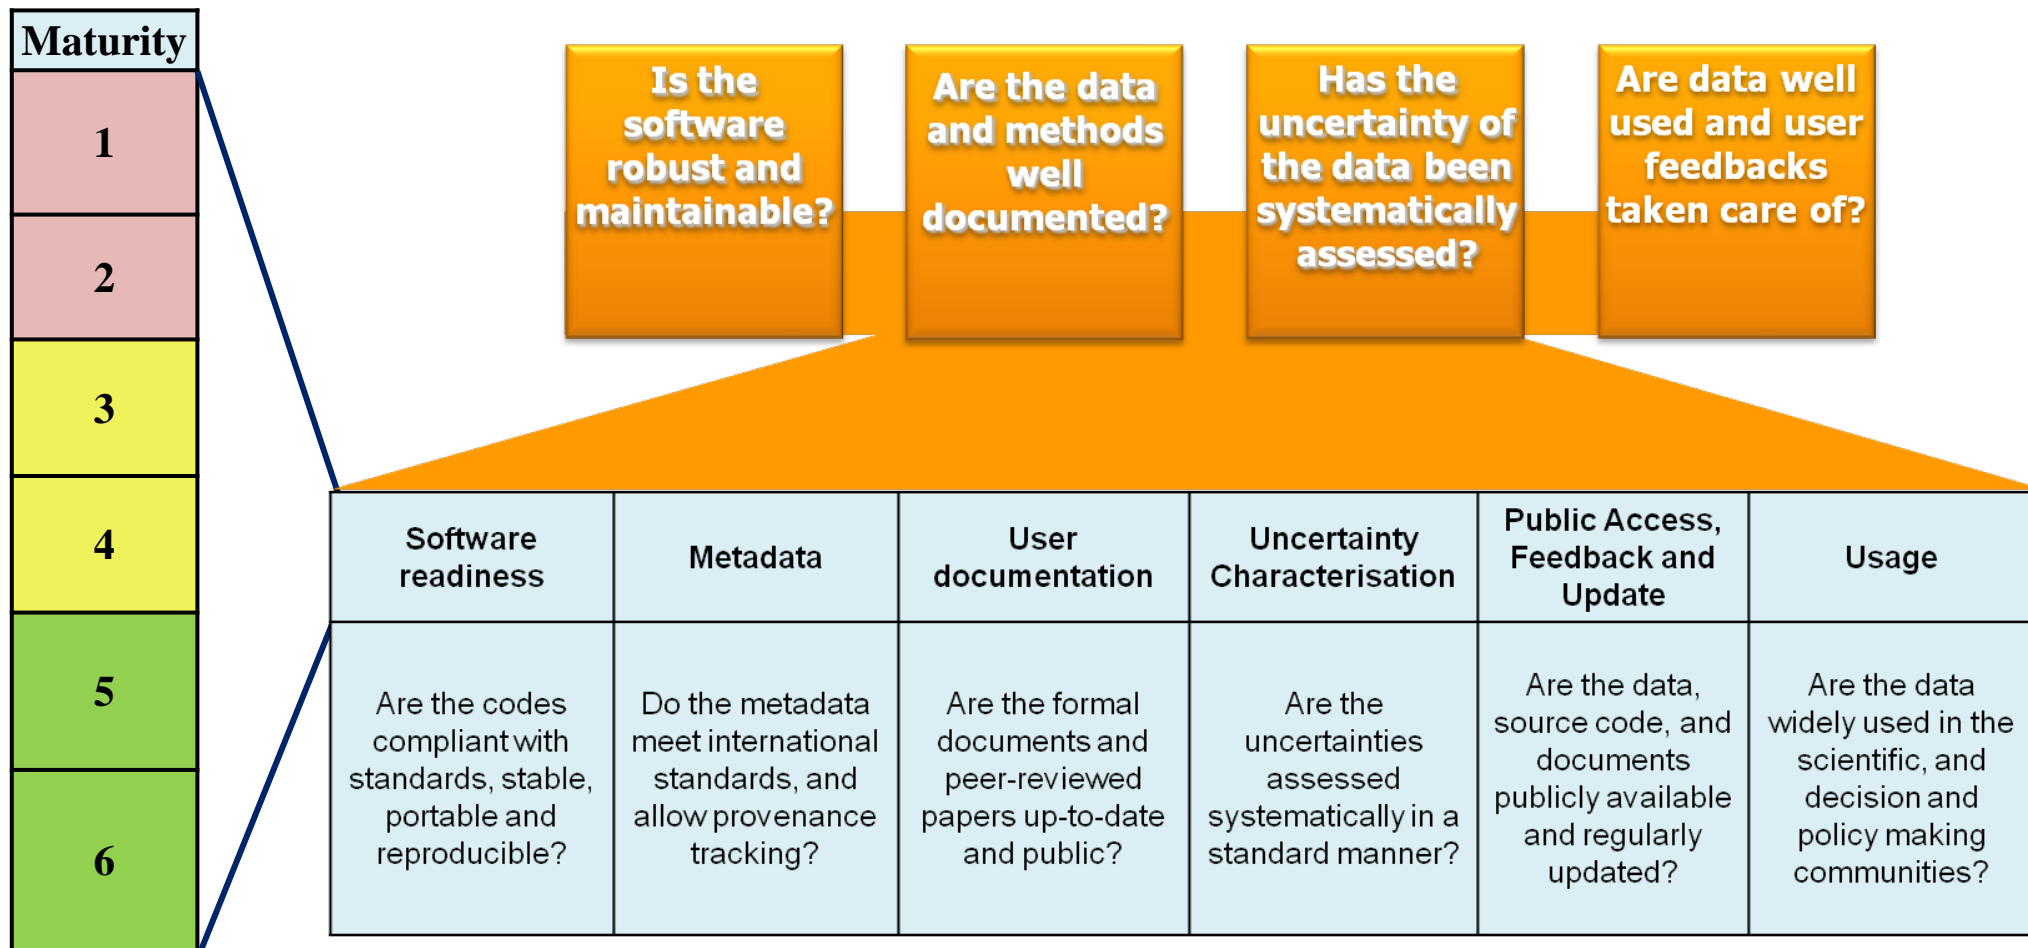 Maturity
1
2
3
4
5
6
Is the
software
robust and
maintainable?
Are the data
and methods
well
documented?
Has the
uncertainty of
the data been
systematically
assessed?
Are data well
used and user
feedbacks
taken care of?
Software
readiness
Metadata
User
documentation
Uncertainty
Characterisation
Public Access,
Feedback and
Update
Usage
Are the codes
compliant with
standards, stable,
portable and
reproducible?
Do the metadata
meet international
standards, and
allow provenance
tracking?
Are the formal
documents and
peer-reviewed
papers up-to-date
and public?
Are the
uncertainties
assessed
systematically in a
standard manner?
Are the data,
source code, and
documents
publicly available
and regularly
updated?
Are the data
widely used in the
scientific, and
decision and
policy making
communities?